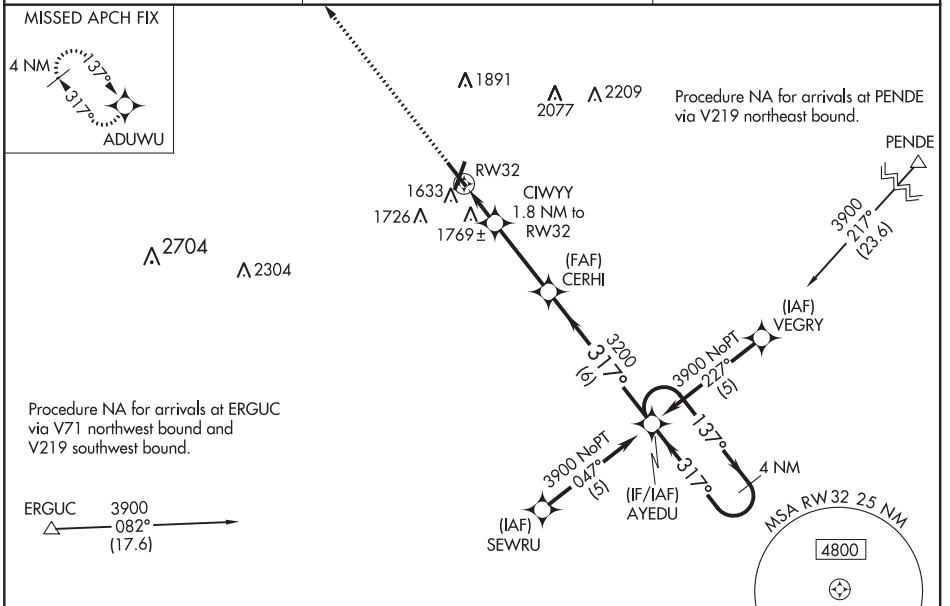 MISSED APCH FIX
4 NM
137°
317°
ADUWU
1891
2077
2209
Procedure NA for arrivals at PENDE
via V219 northeast bound.
PENDE
3900
217°
(23.6)
RW32
1633
CIWYY
1.8 NM to
RW32
1726
1769±
2704
2304
(FAF)
CERHI
(IAF)
VEGRY
3200
317°
(6)
3900 NoPT
227°
(5)
Procedure NA for arrivals at ERGUC
via V71 northwest bound and
V219 southwest bound.
137°
317°
4 NM
3900 NoPT
047°
(5)
(IF/IAF)
AYEDU
ERGUC
3900
082°
(17.6)
(IAF)
SEWRU
MSA RW32 25 NM
4800